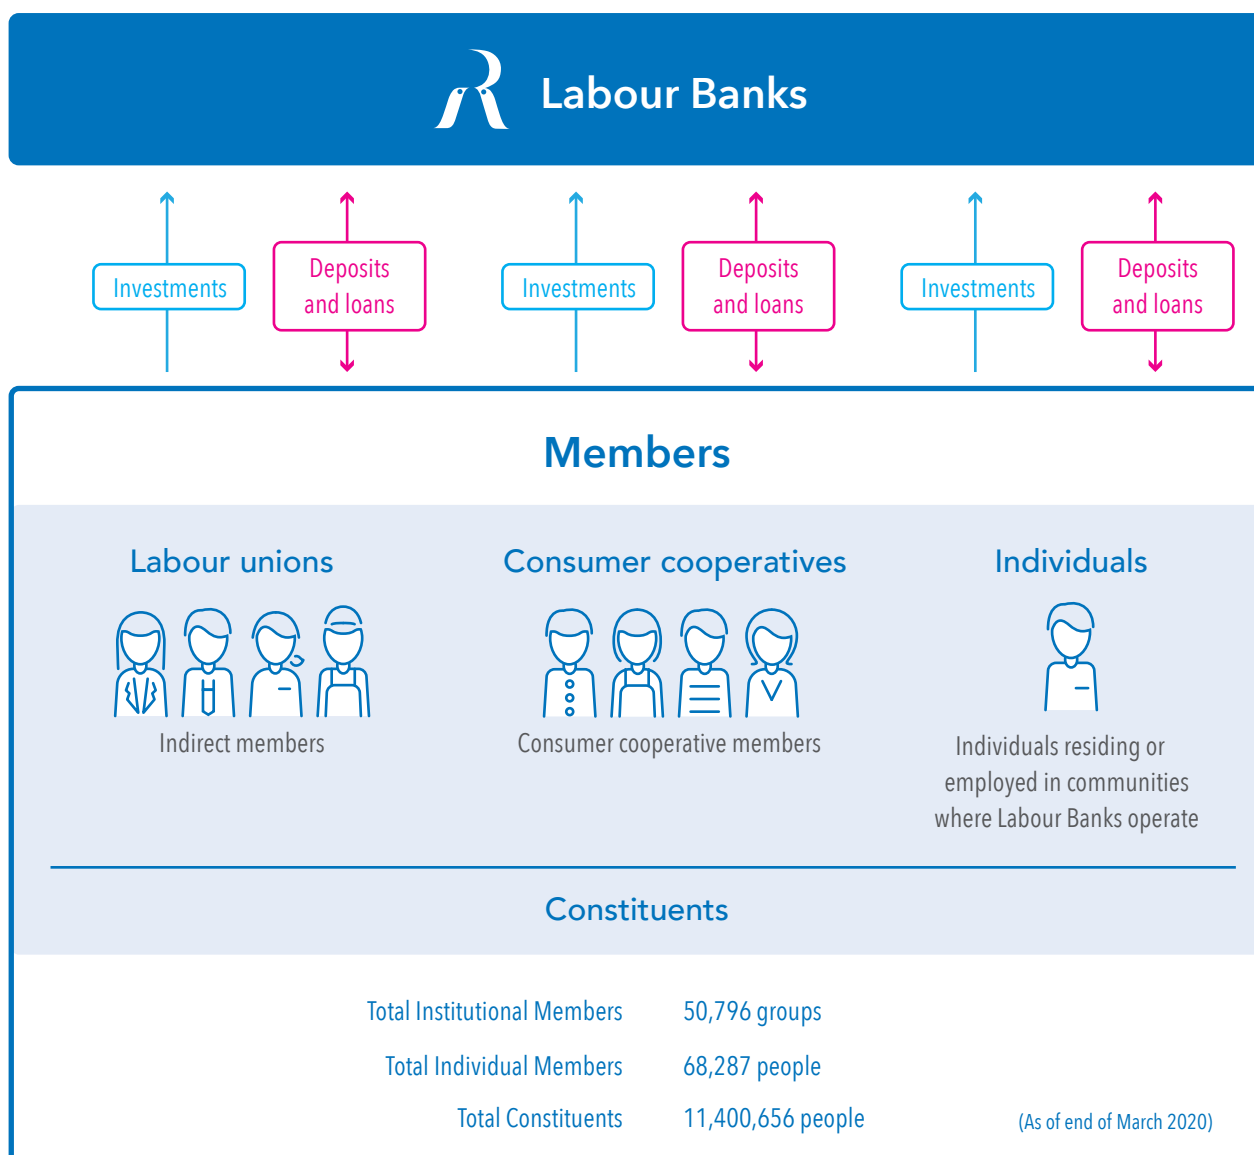 Labour Banks
Investments
Deposits
and loans
Investments
Deposits
and loans
Investments
Deposits
and loans
Members
Labour unions
Indirect members
Consumer cooperatives
Consumer cooperative members
Individuals
Individuals residing or
employed in communities
where Labour Banks operate
Constituents
Total Institutional Members 50,796 groups
Total Individual Members 68,287 people
Total Constituents 11,400,656 people
(As of end of March 2020)